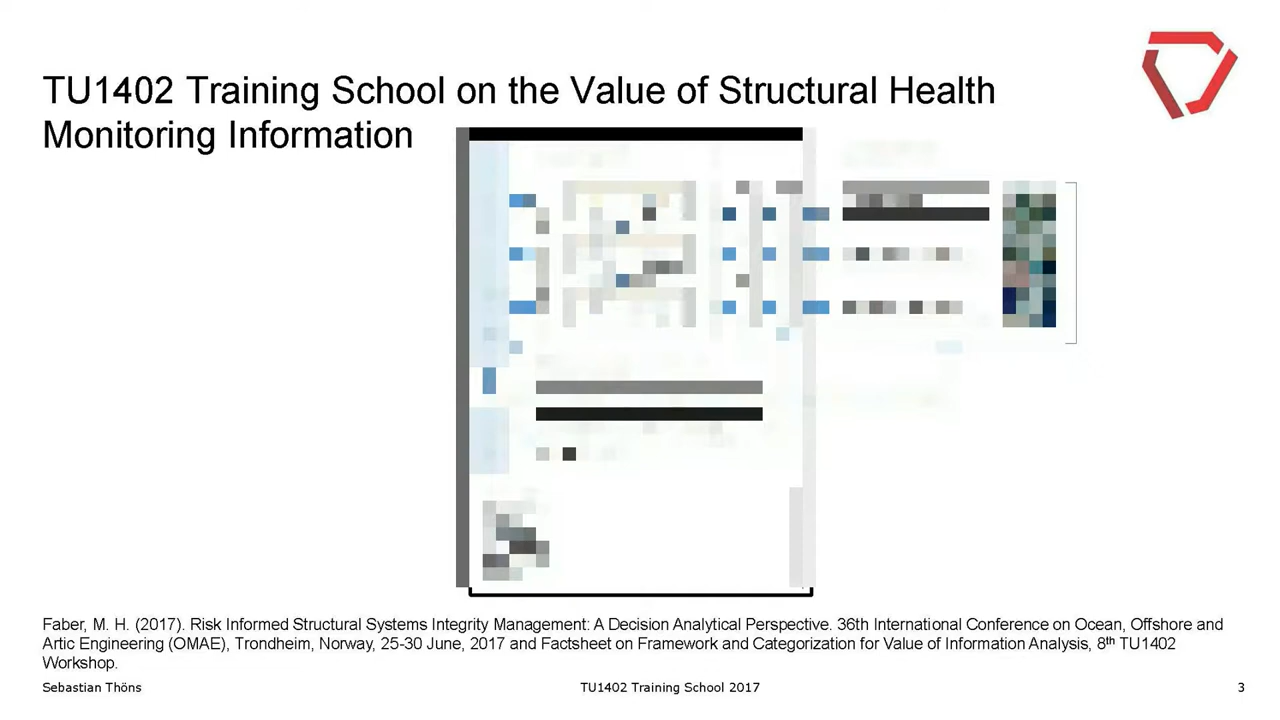 TU1402 Training School on the Value of Structural Health
Monitoring Information
Faber, M. H. (2017). Risk Informed Structural Systems Integrity Management: A Decision Analytical Perspective. 36th International Conference on Ocean, Offshore and
Artic Engineering (OMAE), Trondheim, Norway, 25-30 June, 2017 and Factsheet on Framework and Categorization for Value of Information Analysis, 8th TU1402
Workshop.
Sebastian Thöns
TU1402 Training School 2017
3